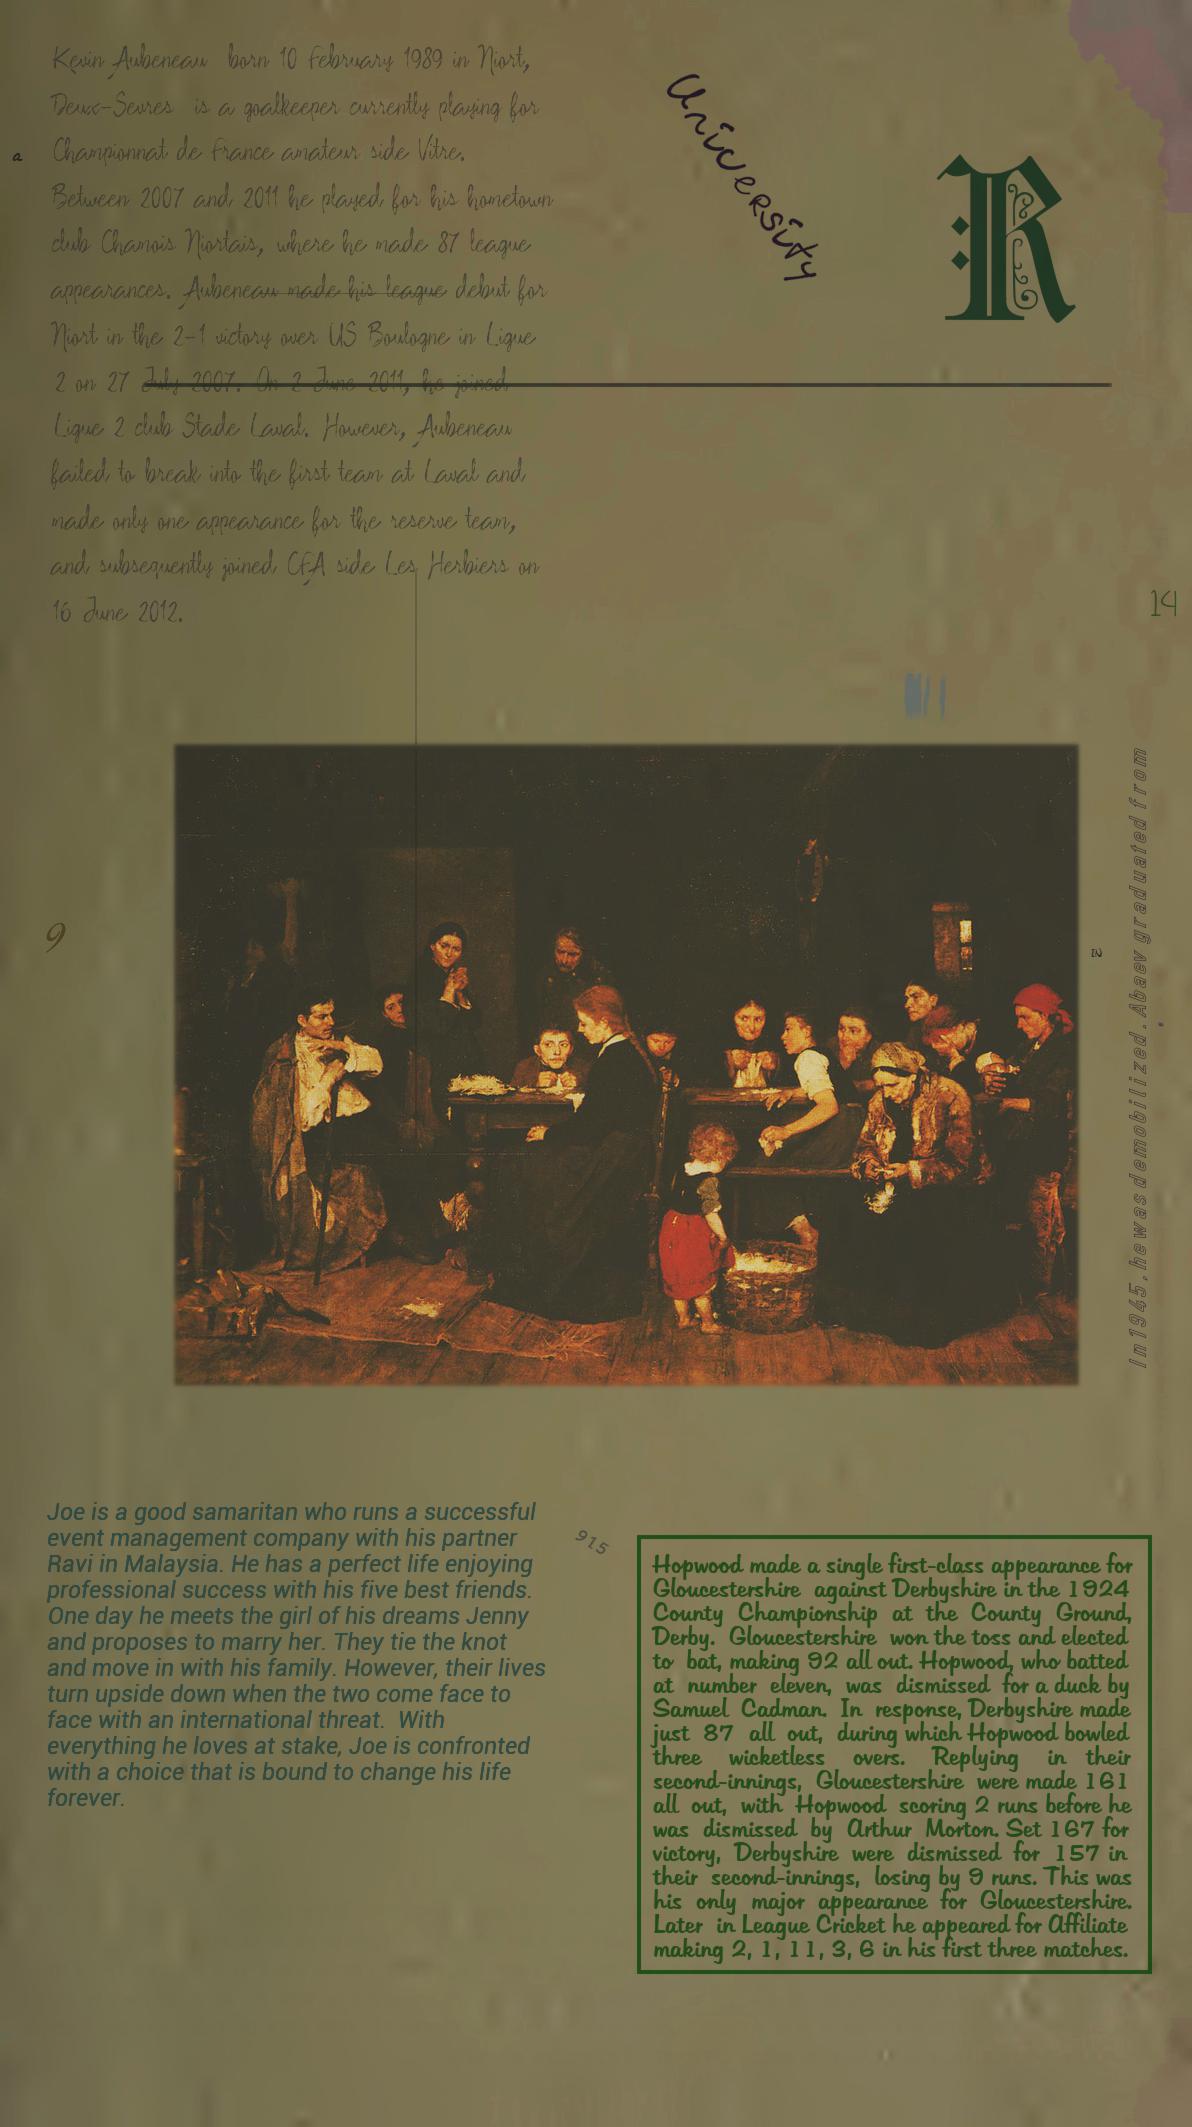 Kevin Aubeneau born 10 February 1989 in Niort,
Deux-Sevres is a goalkeeper currently playing for
a
Championnat de France amateur side Vitre.
Between 2007 and 2011 he played for his hometown
club Chamois Niortais, where he made 87 league
appearances. Aubeneau made his league debut for
Niort in the 2-1 victory over US Boulogne in Ligue
2 on 27 July 2007. On 2 June 2011, he joined
Ligue 2 club Stade Laval. However, Aubeneau
failed to break into the first team at Laval and
made only one appearance for the reserve team,
and subsequently joined CFA side Les Herbiers on
16 June 2012.
University
R
14
9
In 1945, he was demobilized. Abaev graduated from
Joe is a good samaritan who runs a successful
event management company with his partner
Ravi in Malaysia. He has a perfect life enjoying
professional success with his five best friends.
One day he meets the girl of his dreams Jenny
and proposes to marry her. They tie the knot
and move in with his family. However, their lives
turn upside down when the two come face to
face with an international threat. With
everything he loves at stake, Joe is confronted
with a choice that is bound to change his life
forever.
915
Hopwood made a single first-class appearance for
Gloucestershire against Derbyshire in the 1924
County Championship at the County Ground,
Derby. Gloucestershire won the toss and elected
to bat, making 92 all out. Hopwood, who batted
at number eleven, was dismissed for a duck by
Samuel Cadman. In response, Derbyshire made
just 87 all out, during which Hopwood bowled
three wicketless overs. Replying in their
second-innings, Gloucestershire were made 161
all out, with Hopwood scoring 2 runs before he
was dismissed by Arthur Morton. Set 167 for
victory, Derbyshire were dismissed for 157 in
their second-innings, losing by 9 runs. This was
his only major appearance for Gloucestershire.
Later in League Cricket he appeared for Affiliate
making 2, 1, 11, 3, 6 in his first three matches.